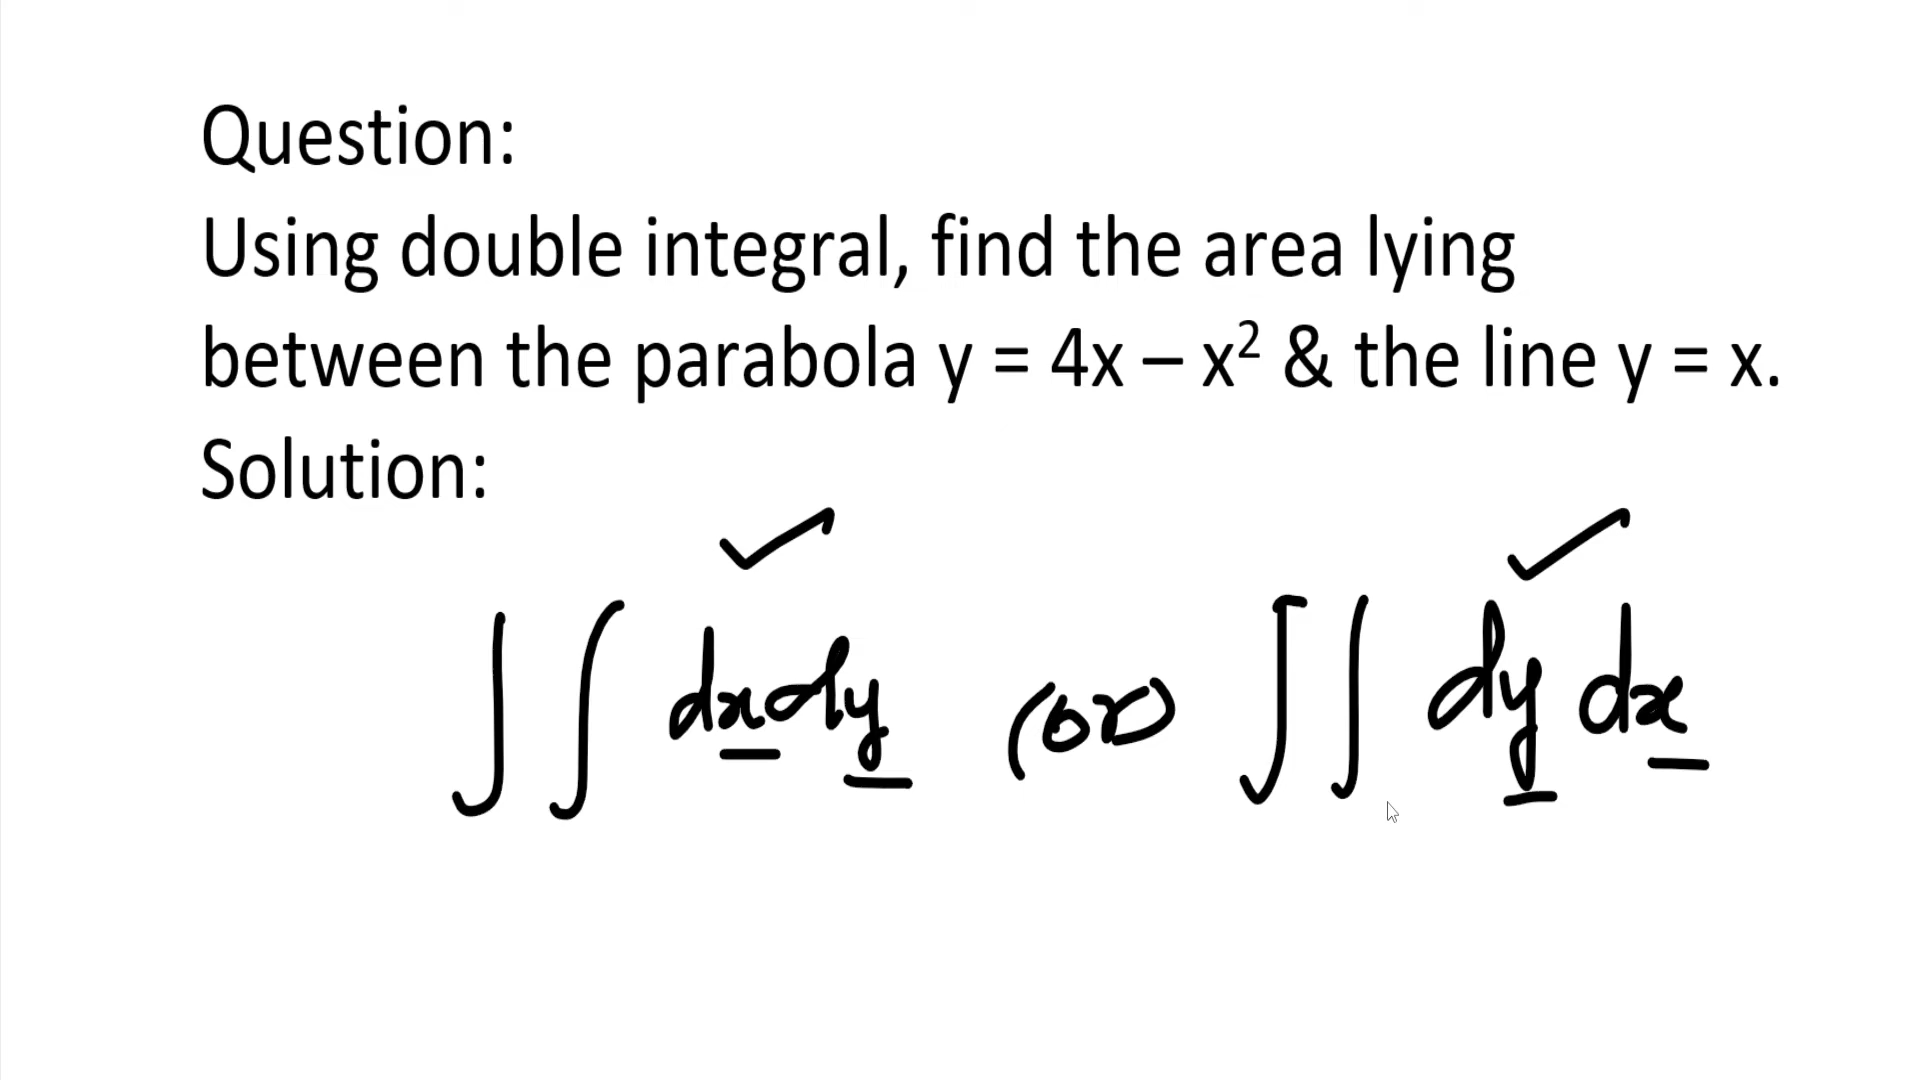 Question:
Using double integral, find the area lying
between the parabola y = 4x – x² & the line y = x.
Solution:
∫∫ dxdy (or) ∫∫ dy dx